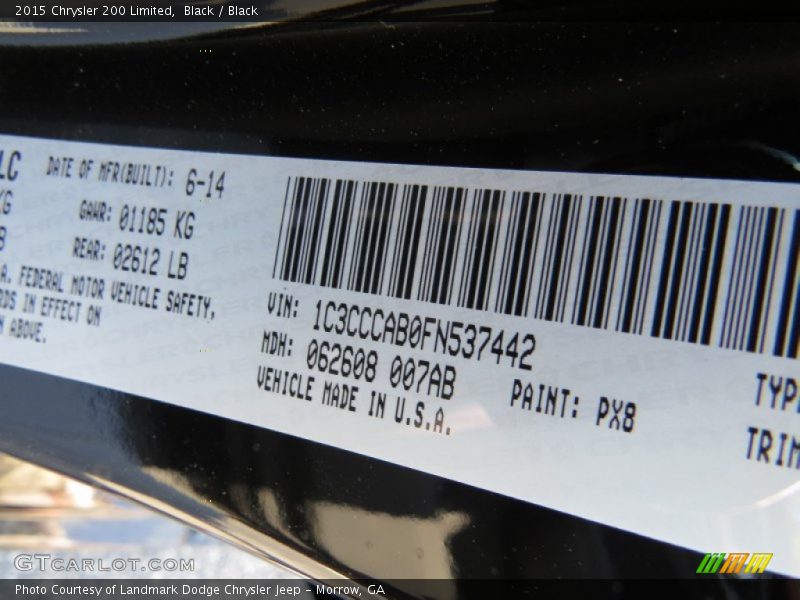 2015 Chrysler 200 Limited, Black / Black
LC
DATE OF MFR(BUILT): 6-14
KG
GAWR: 01185 KG
B
REAR: 02612 LB
.A. FEDERAL MOTOR VEHICLE SAFETY,
RDS IN EFFECT ON
N ABOVE.
VIN: 1C3CCCAB0FN537442
MDH: 062608 007AB
VEHICLE MADE IN U.S.A.
PAINT: PX8
TYPE
TRIM
GTCARLOT.COM
Photo Courtesy of Landmark Dodge Chrysler Jeep - Morrow, GA